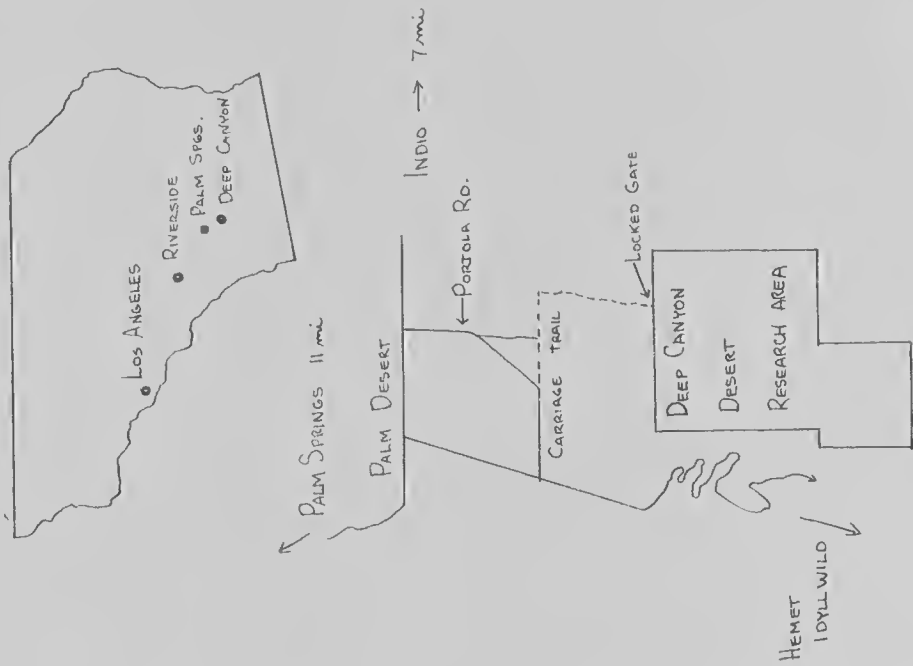 LOS ANGELES
RIVERSIDE
PALM SPGS.
DEEP CANYON
PALM SPRINGS 11 mi
PALM DESERT
INDIO → 7 mi
←PORTOLA RD.
CARRIAGE TRAIL
LOCKED GATE
DEEP CANYON
DESERT
RESEARCH AREA
HEMET
IDYLLWILD